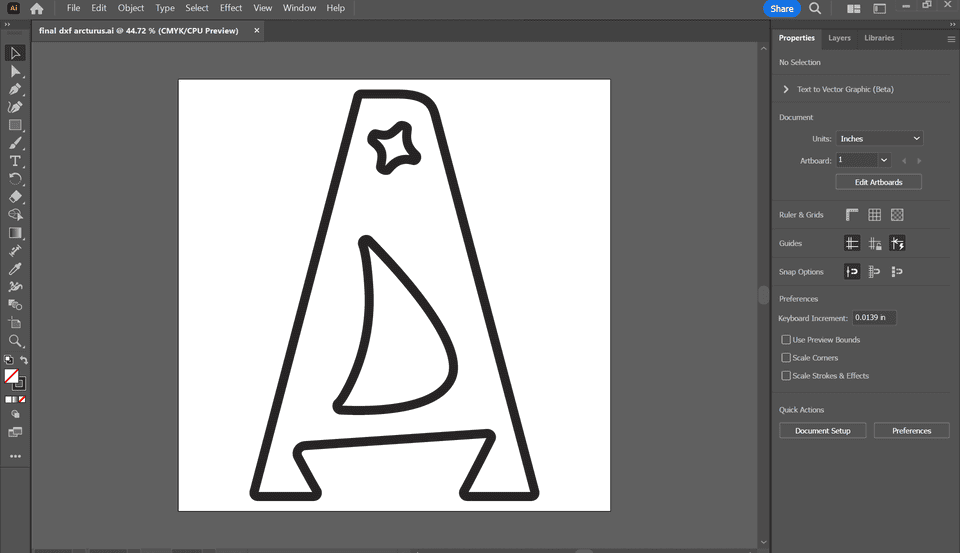 Ai File Edit Object Type Select Effect View Window Help Share
final dxf arcturus.ai @ 44.72 % (CMYK/CPU Preview) ×
Properties Layers Libraries
No Selection
Text to Vector Graphic (Beta)
Document
Units: Inches
Artboard: 1
Edit Artboards
Ruler & Grids
Guides
Snap Options
Preferences
Keyboard Increment: 0.0139 in
Use Preview Bounds
Scale Corners
Scale Strokes & Effects
Quick Actions
Document Setup Preferences